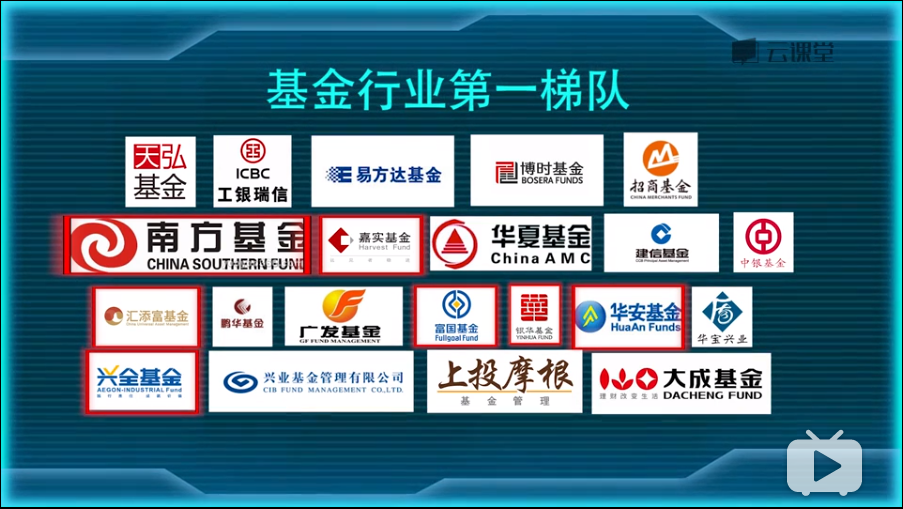 云课堂
基金行业第一梯队
天弘
基金
ICBC
工银瑞信
易方达基金
博时基金
BOSERA FUNDS
招商基金
CHINA MERCHANTS FUND
南方基金
CHINA SOUTHERN FUND
嘉实基金
Harvest Fund
华夏基金
ChinaAMC
建信基金
CCB Principal Asset Management
中银基金
汇添富基金
China Universal Asset Management
鹏华基金
广发基金
GF FUND MANAGEMENT
富国基金
Fullgoal Fund
银华基金
YINHUA FUND
华安基金
HuaAn Funds
华宝兴业
兴全基金
AEGON-INDUSTRIAL Fund
兴业基金管理有限公司
CIB FUND MANAGEMENT CO.,LTD.
上投摩根
基金管理
大成基金
理财改变生活 DACHENG FUND